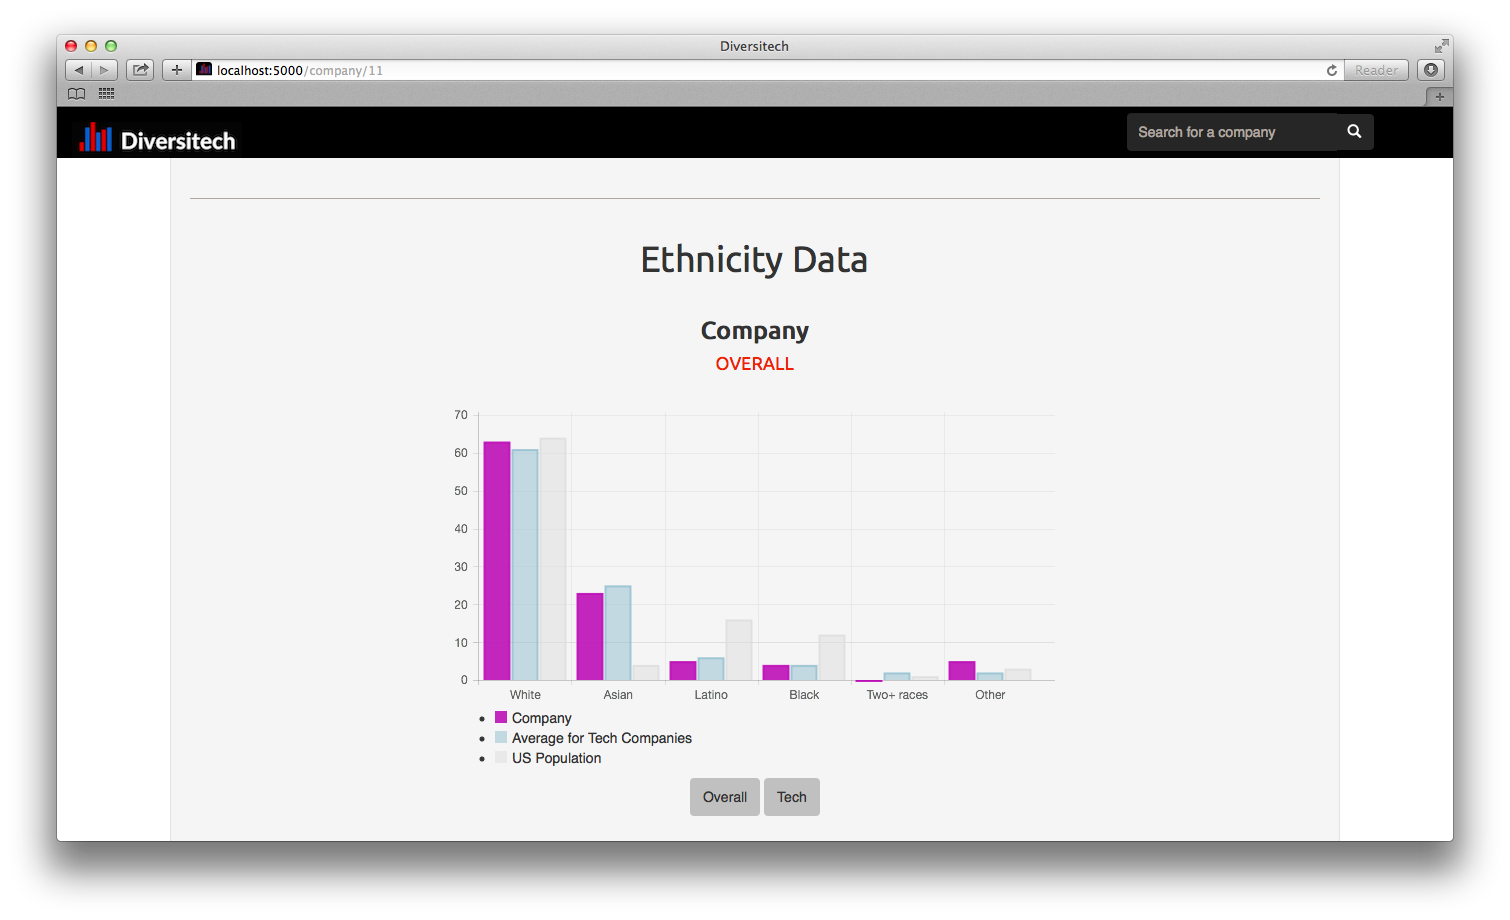 Diversitech
localhost:5000/company/11
Reader
Diversitech
Search for a company
Ethnicity Data
Company
OVERALL
70
60
50
40
30
20
10
0
White Asian Latino Black Two+ races Other
Company
Average for Tech Companies
US Population
Overall Tech